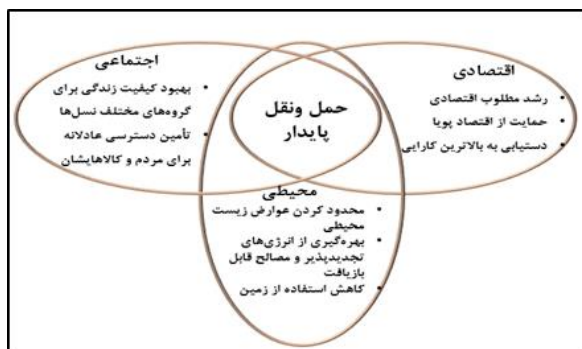 اقتصادی
• رشد مطلوب اقتصادی
• حمایت از اقتصاد پویا
• دستیابی به بالاترین کارایی
حمل ونقل
پایدار
اجتماعی
• بهبود کیفیت زندگی برای
گروه‌های مختلف نسل‌ها
• تأمین دسترسی عادلانه
برای مردم و کالاهایشان
محیطی
• محدود کردن عوارض زیست
محیطی
• بهره‌گیری از انرژی‌های
تجدیدپذیر و مصالح قابل
بازیافت
• کاهش استفاده از زمین